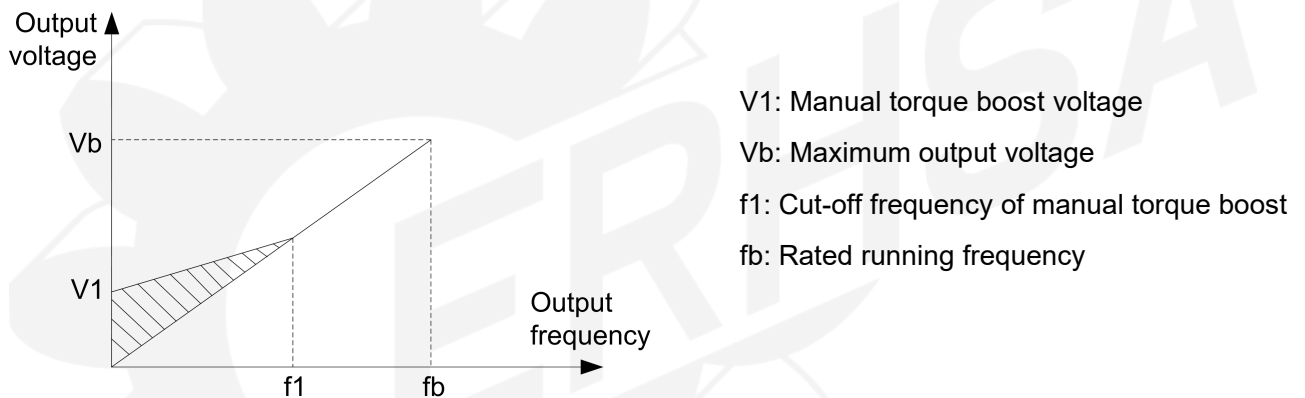 Output
voltage
Vb
V1
Output
frequency
f1
fb
V1: Manual torque boost voltage
Vb: Maximum output voltage
f1: Cut-off frequency of manual torque boost
fb: Rated running frequency
CERHSA